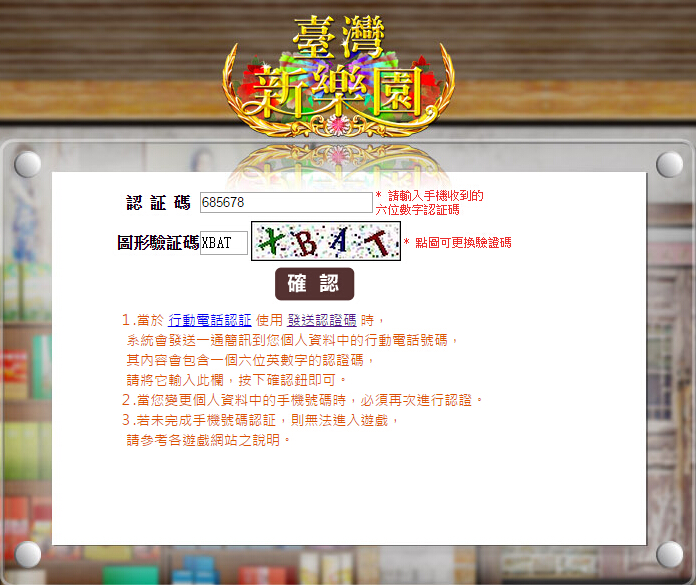 臺灣
新樂園
認 証 碼 685678 * 請輸入手機收到的
六位數字認証碼
圖形驗証碼 XBAT XBAT * 點圖可更換驗證碼
確 認
1.當於 行動電話認証 使用 發送認證碼 時，
系統會發送一通簡訊到您個人資料中的行動電話號碼，
其內容會包含一個六位英數字的認證碼，
請將它輸入此欄，按下確認鈕即可。
2.當您變更個人資料中的手機號碼時，必須再次進行認證。
3.若未完成手機號碼認証，則無法進入遊戲，
請參考各遊戲網站之說明。